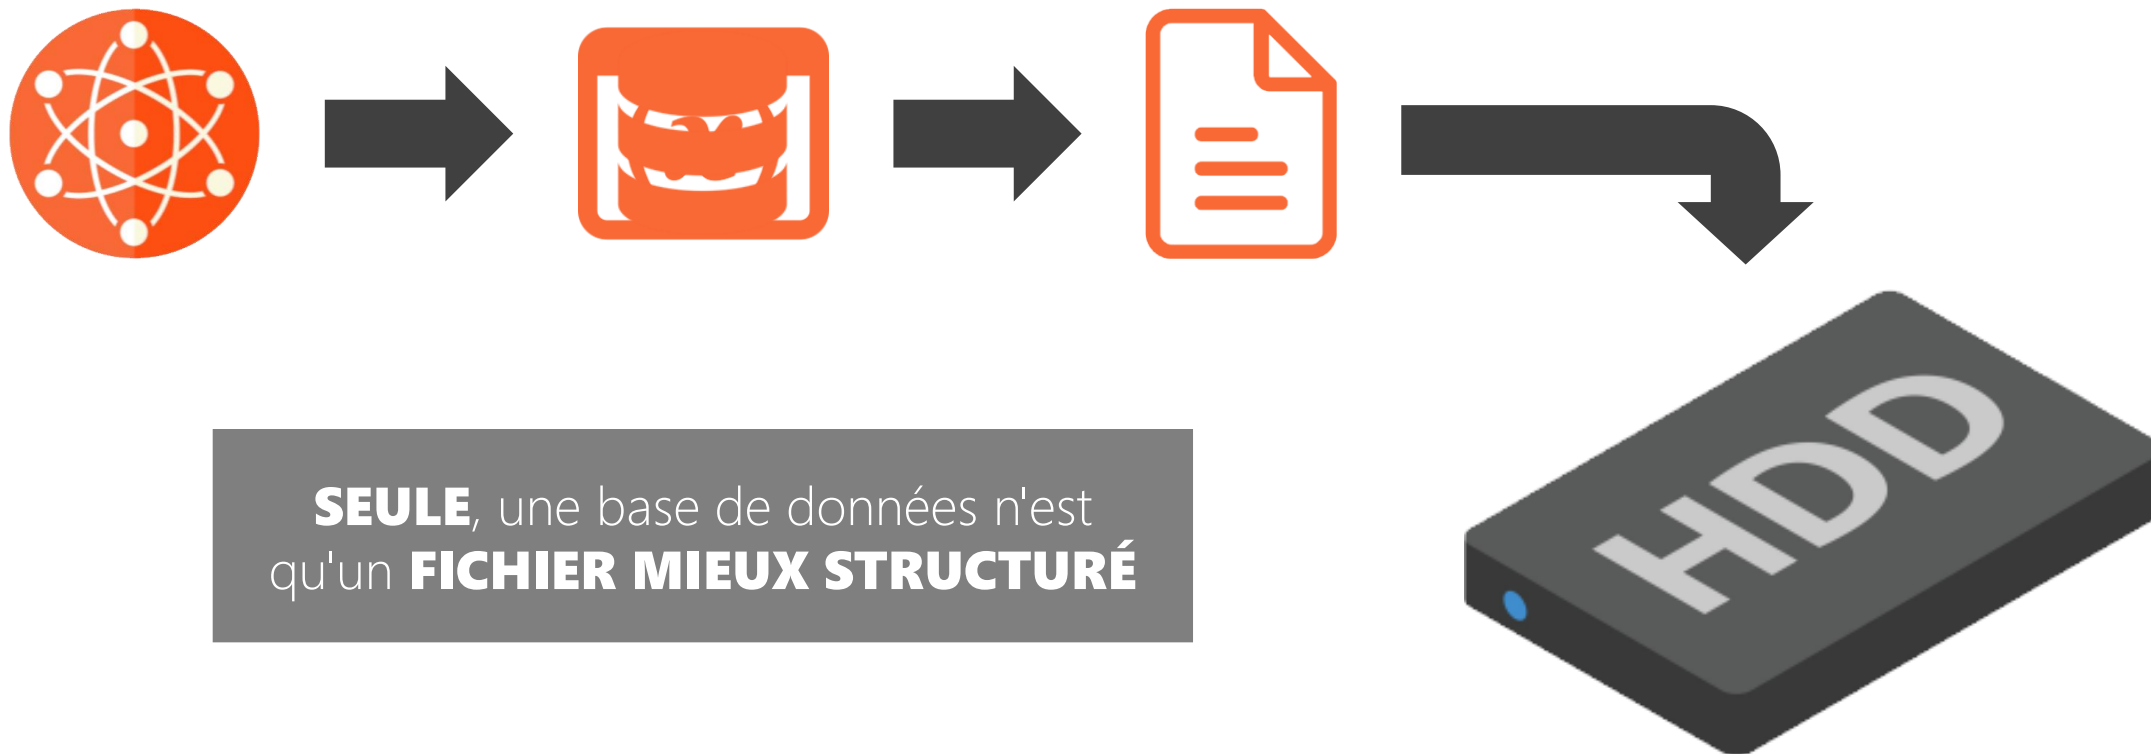 SEULE, une base de données n'est
qu'un FICHIER MIEUX STRUCTURÉ
HDD